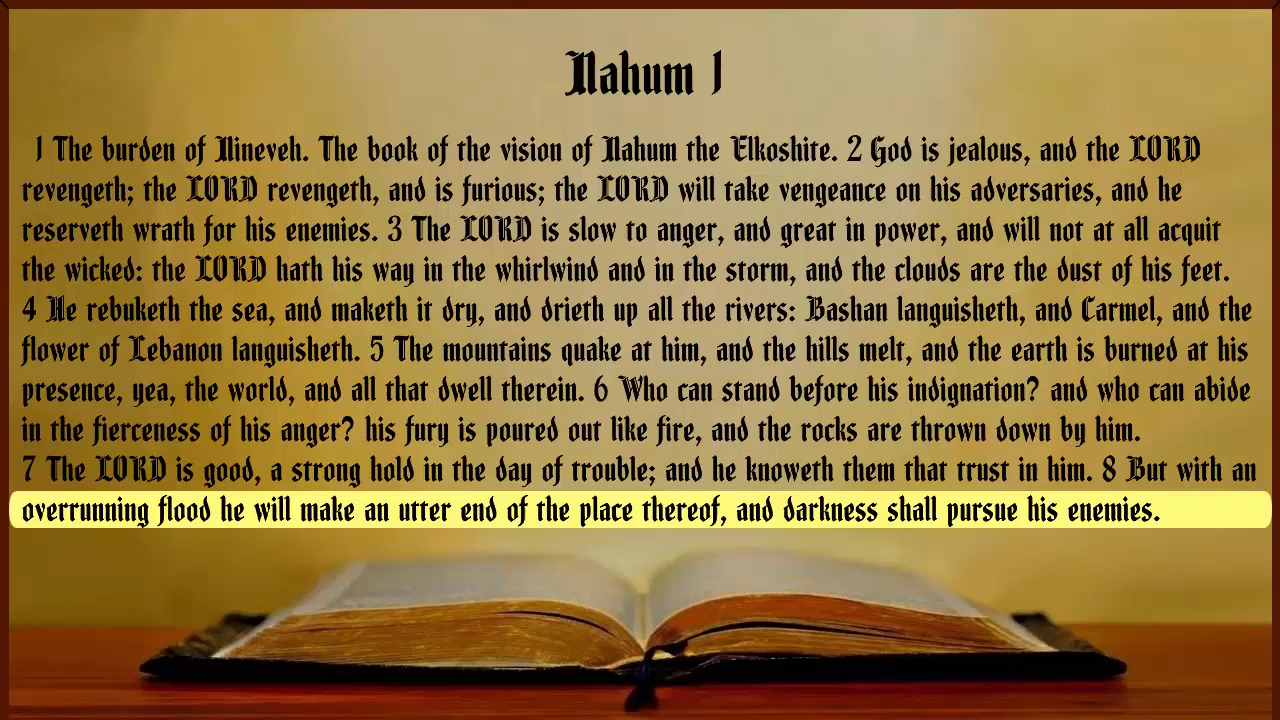 Nahum 1
1 The burden of Nineveh. The book of the vision of Nahum the Elkoshite. 2 God is jealous, and the LORD
revengeth; the LORD revengeth, and is furious; the LORD will take vengeance on his adversaries, and he
reserveth wrath for his enemies. 3 The LORD is slow to anger, and great in power, and will not at all acquit
the wicked: the LORD hath his way in the whirlwind and in the storm, and the clouds are the dust of his feet.
4 He rebuketh the sea, and maketh it dry, and drieth up all the rivers: Bashan languisheth, and Carmel, and the
flower of Lebanon languisheth. 5 The mountains quake at him, and the hills melt, and the earth is burned at his
presence, yea, the world, and all that dwell therein. 6 Who can stand before his indignation? and who can abide
in the fierceness of his anger? his fury is poured out like fire, and the rocks are thrown down by him.
7 The LORD is good, a strong hold in the day of trouble; and he knoweth them that trust in him. 8 But with an
overrunning flood he will make an utter end of the place thereof, and darkness shall pursue his enemies.